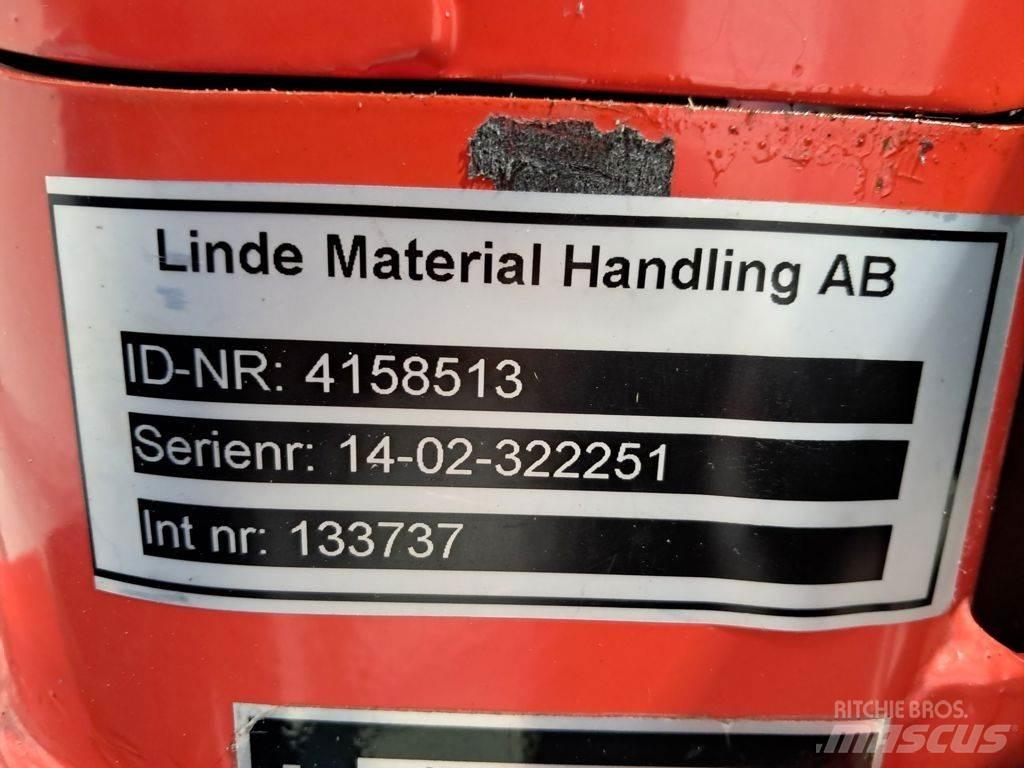 Linde Material Handling AB
ID-NR: 4158513
Serienr: 14-02-322251
Int nr: 133737
RITCHIE BROS.
mascus